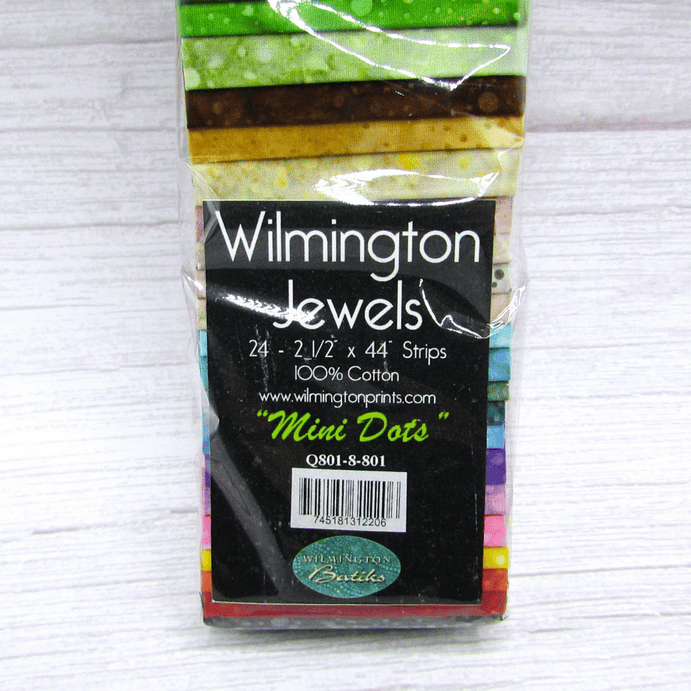 Wilmington
Jewels
24 - 2 1/2" x 44" Strips
100% Cotton
www.wilmingtonprints.com
"Mini Dots"
Q801-8-801
745181312206
WILMINGTON
Batiks